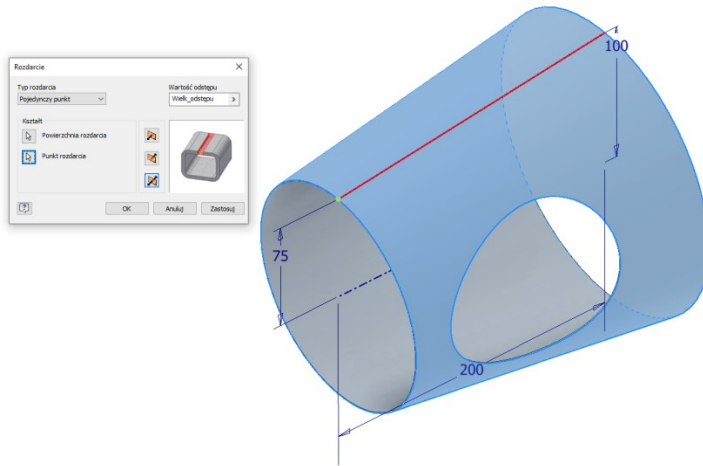 Rozdarcie
Typ rozdarcia
Wartość odstępu
Pojedynczy punkt
Wielk_odstępu
Kształt
Powierzchnia rozdarcia
Punkt rozdarcia
OK
Anuluj
Zastosuj
100
75
200